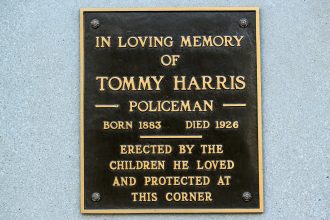 IN LOVING MEMORY
OF
TOMMY HARRIS
POLICEMAN
BORN 1883 DIED 1926
ERECTED BY THE
CHILDREN HE LOVED
AND PROTECTED AT
THIS CORNER